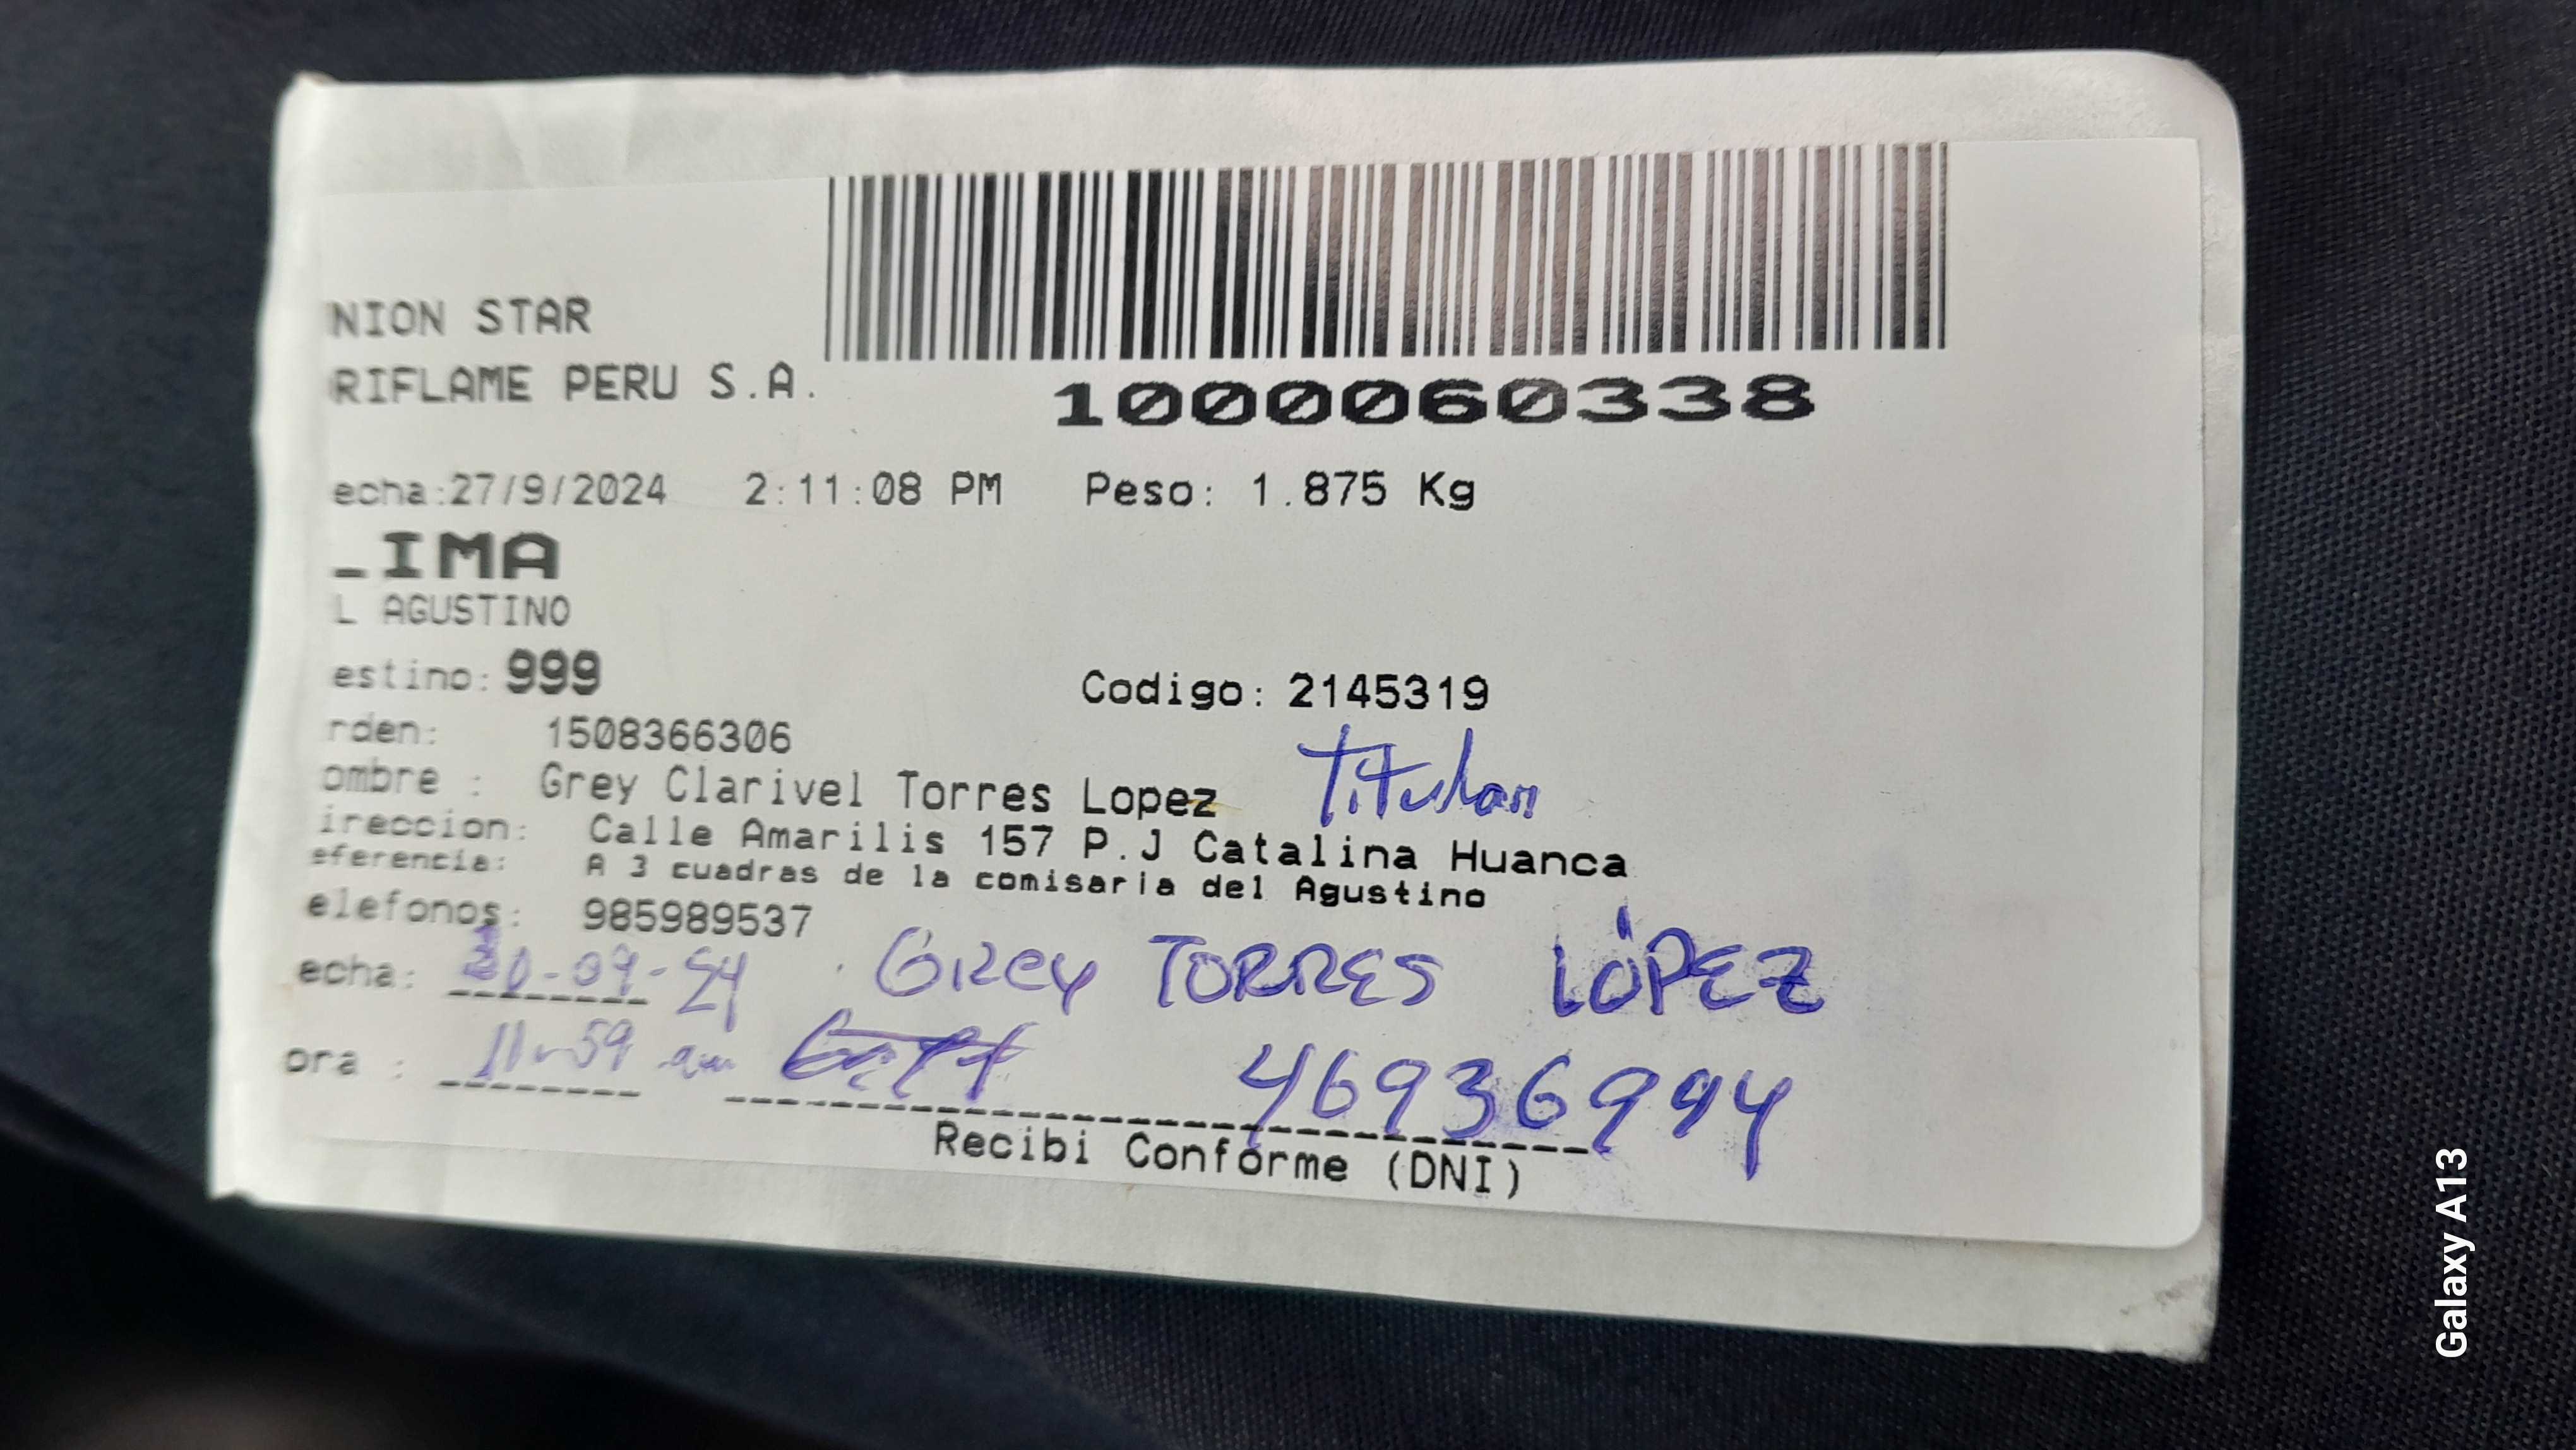 NION STAR
RIFLAME PERU S.A.
1000060338
echa:27/9/2024 2:11:08 PM Peso: 1.875 Kg
IMA
L AGUSTINO
estino: 999 Codigo: 2145319
rden: 1508366306
ombre : Grey Clarivel Torres Lopez Titular
ireccion: Calle Amarilis 157 P.J Catalina Huanca
eferencia: A 3 cuadras de la comisaria del Agustino
elefonos: 985989537
echa: 30-09-24 GREY TORRES LÓPEZ
ora : 11-59 am 46936994
Recibi Conforme (DNI)
Galaxy A13